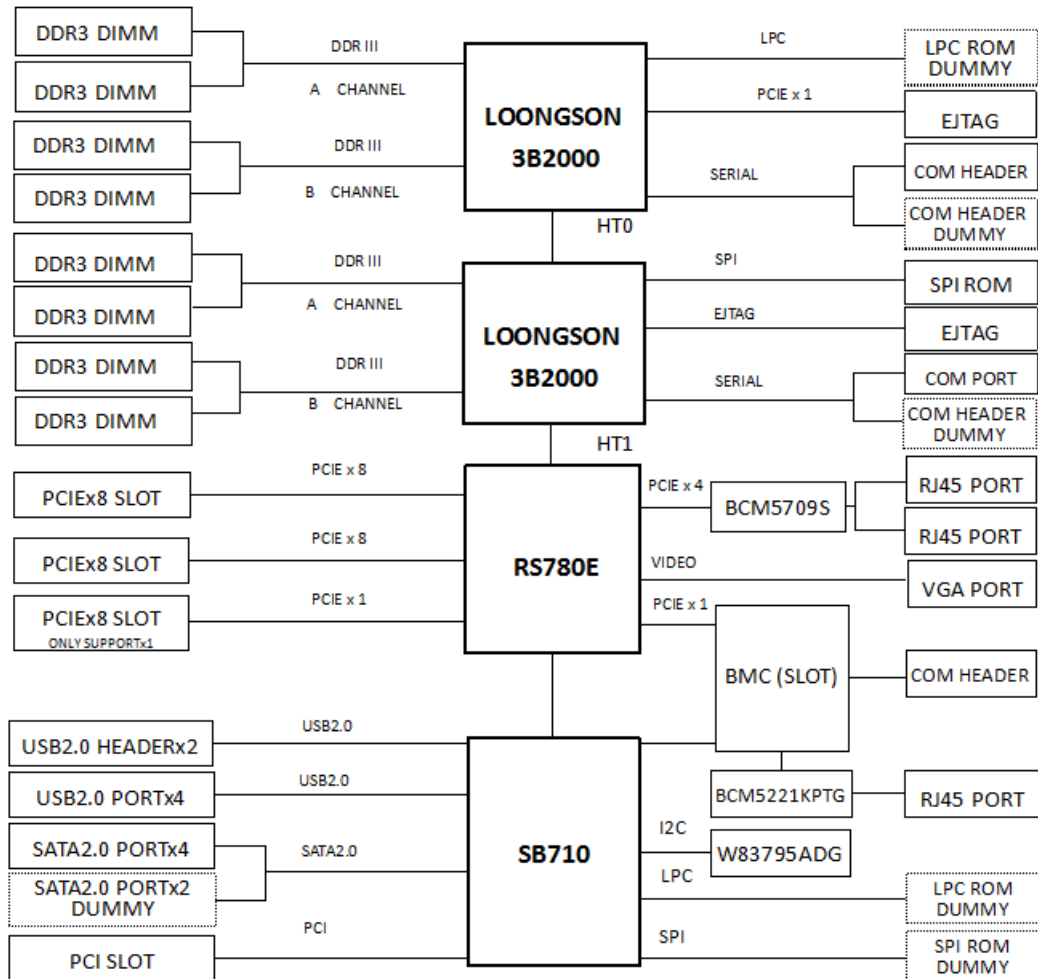 DDR3 DIMM
DDR III
DDR3 DIMM
A CHANNEL
DDR3 DIMM
DDR III
DDR3 DIMM
B CHANNEL
LOONGSON
3B2000
LPC
LPC ROM
DUMMY
PCIE x 1
EJTAG
SERIAL
COM HEADER
COM HEADER
DUMMY
HT0
DDR3 DIMM
DDR III
DDR3 DIMM
A CHANNEL
DDR3 DIMM
DDR III
DDR3 DIMM
B CHANNEL
LOONGSON
3B2000
SPI
SPI ROM
EJTAG
EJTAG
SERIAL
COM PORT
COM HEADER
DUMMY
HT1
PCIEx8 SLOT
PCIE x 8
PCIEx8 SLOT
PCIE x 8
PCIEx8 SLOT
ONLY SUPPORTx1
PCIE x 1
RS780E
PCIE x 4
BCM5709S
RJ45 PORT
RJ45 PORT
VIDEO
VGA PORT
PCIE x 1
BMC (SLOT)
COM HEADER
USB2.0 HEADERx2
USB2.0
USB2.0 PORTx4
USB2.0
SATA2.0 PORTx4
SATA2.0
SATA2.0 PORTx2
DUMMY
PCI SLOT
PCI
SB710
BCM5221KPTG
RJ45 PORT
I2C
W83795ADG
LPC
LPC ROM
DUMMY
SPI
SPI ROM
DUMMY